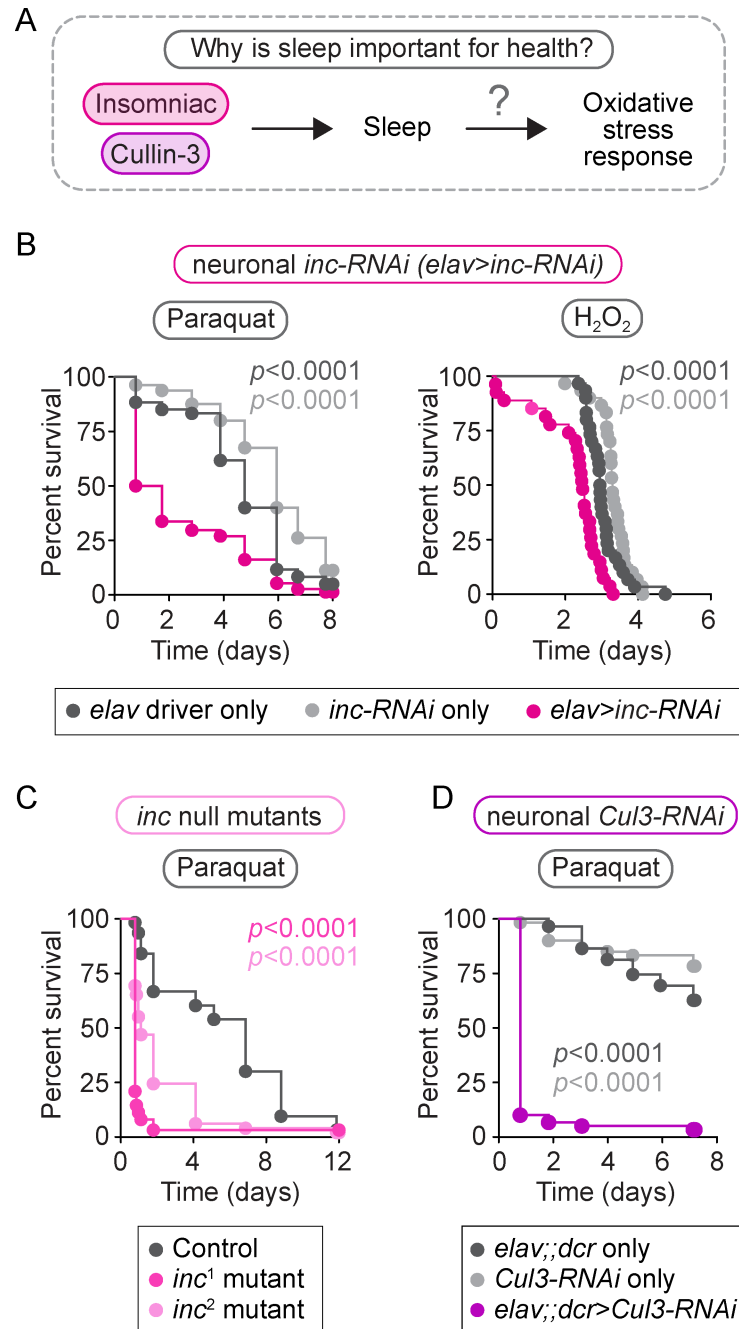 A
Why is sleep important for health?
Insomniac
Cullin-3
Sleep
?
Oxidative
stress
response
B
neuronal inc-RNAi (elav>inc-RNAi)
Paraquat
H₂O₂
100
75
50
25
0
Percent survival
p<0.0001
p<0.0001
0 2 4 6 8
Time (days)
100
75
50
25
0
Percent survival
p<0.0001
p<0.0001
0 2 4 6
Time (days)
elav driver only
inc-RNAi only
elav>inc-RNAi
C
inc null mutants
Paraquat
100
75
50
25
0
Percent survival
p<0.0001
p<0.0001
0 4 8 12
Time (days)
Control
inc¹ mutant
inc² mutant
D
neuronal Cul3-RNAi
Paraquat
100
75
50
25
0
Percent survival
p<0.0001
p<0.0001
0 2 4 6 8
Time (days)
elav;;dcr only
Cul3-RNAi only
elav;;dcr>Cul3-RNAi